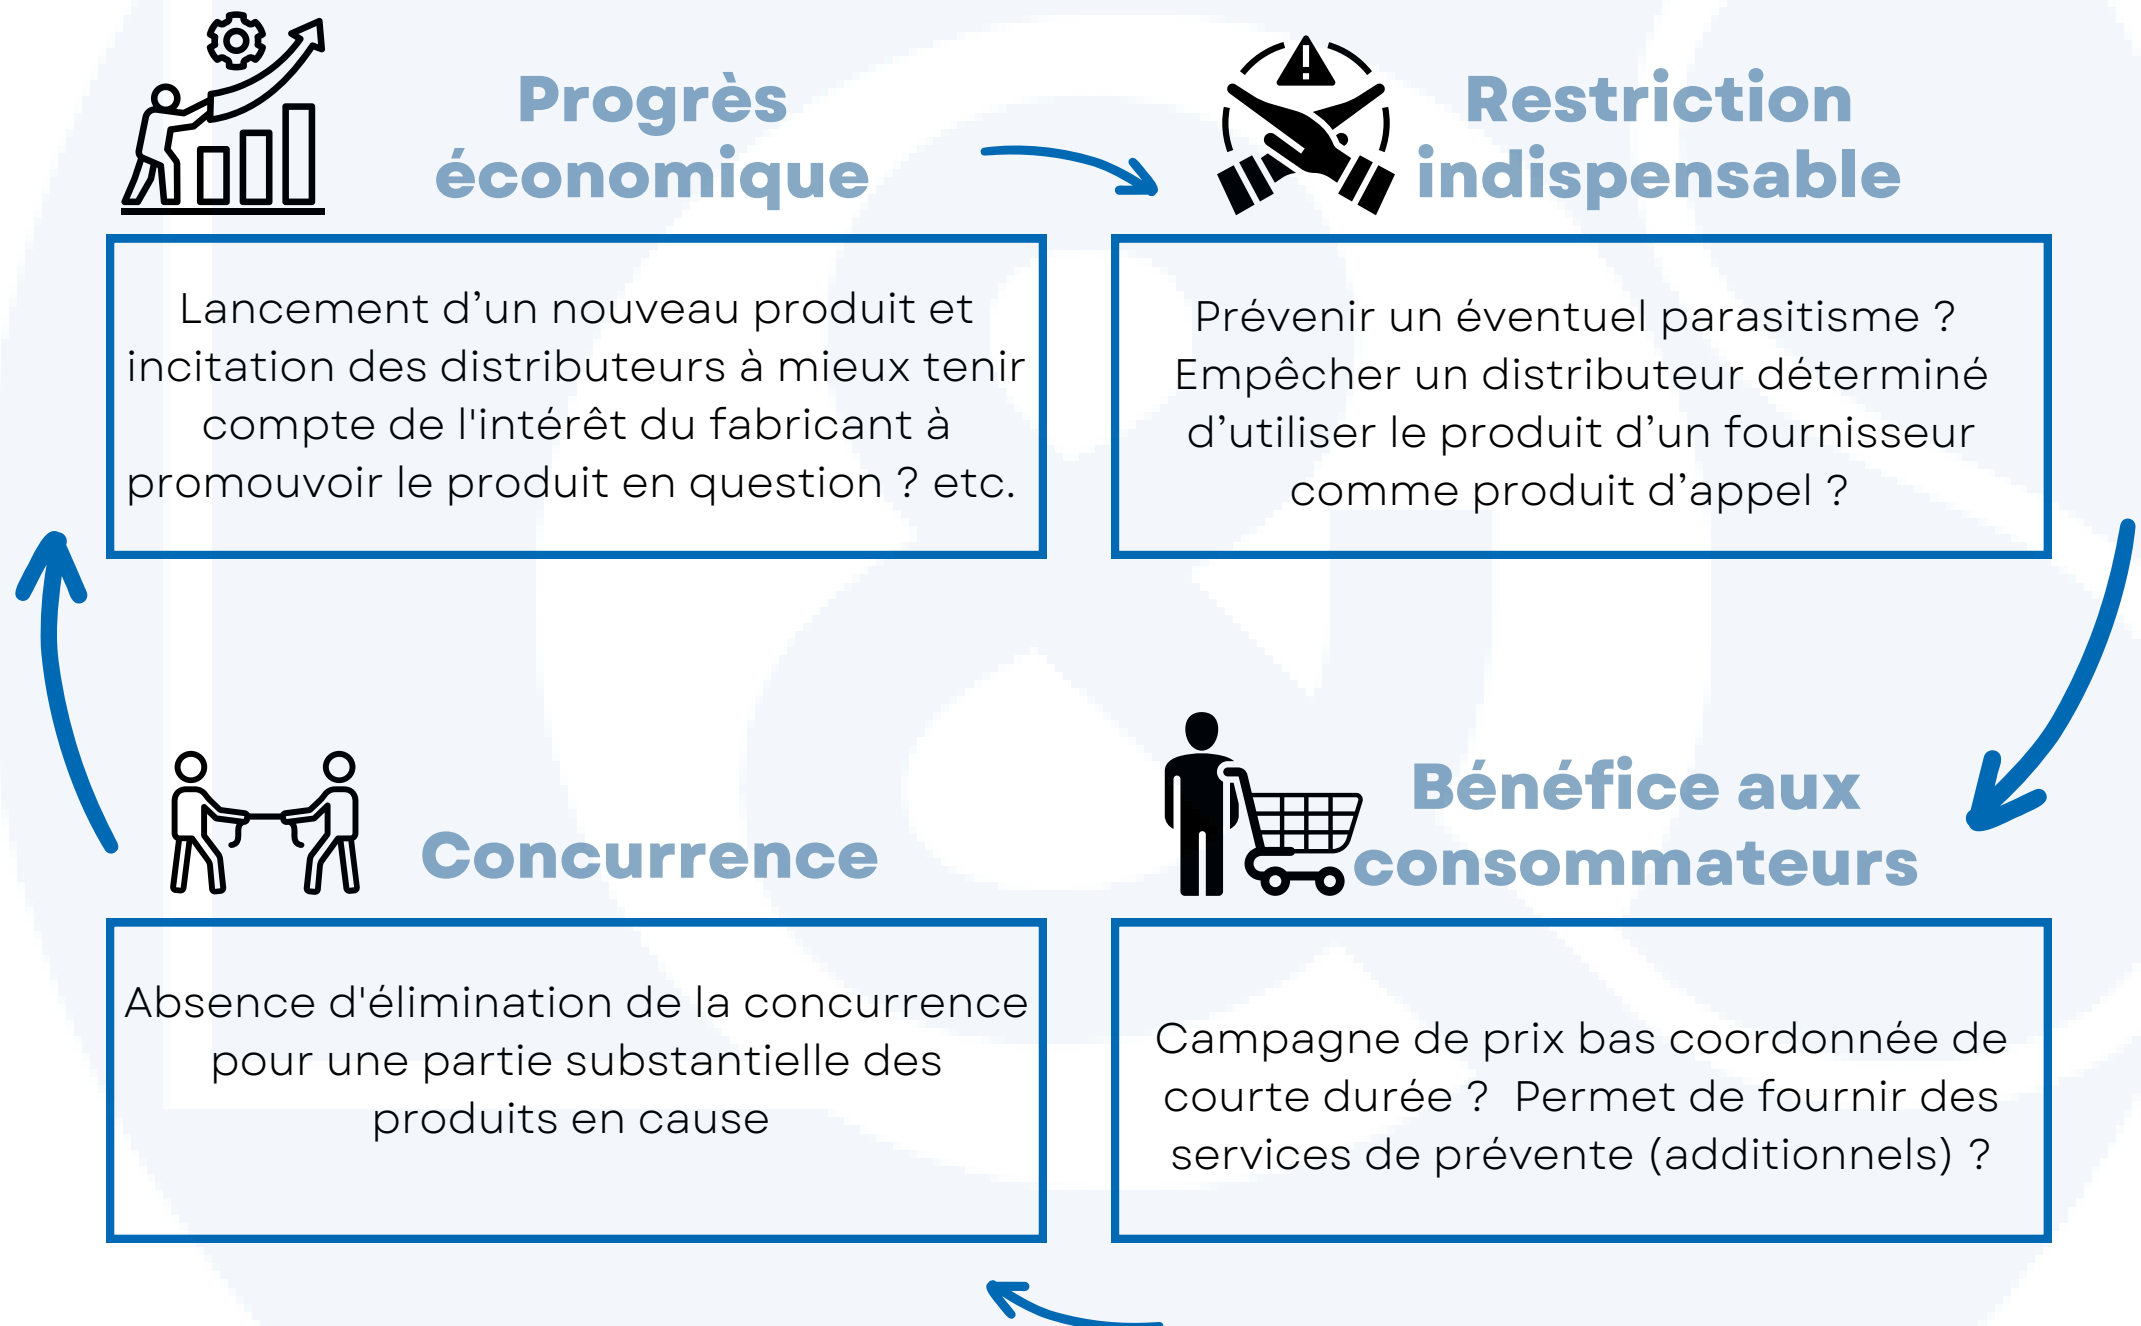 Progrès
économique
Lancement d’un nouveau produit et
incitation des distributeurs à mieux tenir
compte de l'intérêt du fabricant à
promouvoir le produit en question ? etc.
Restriction
indispensable
Prévenir un éventuel parasitisme ?
Empêcher un distributeur déterminé
d’utiliser le produit d’un fournisseur
comme produit d’appel ?
Bénéfice aux
consommateurs
Campagne de prix bas coordonnée de
courte durée ?  Permet de fournir des
services de prévente (additionnels) ?
Concurrence
Absence d'élimination de la concurrence
pour une partie substantielle des
produits en cause